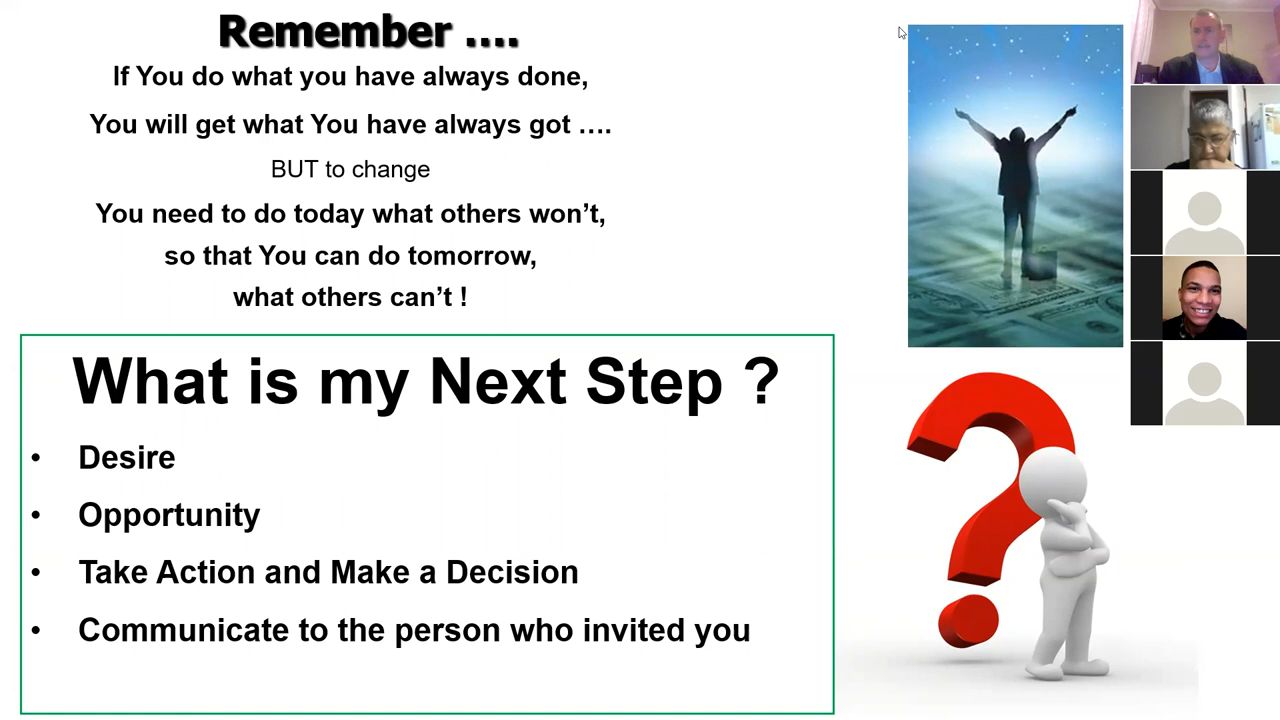 Remember ....
If You do what you have always done,
You will get what You have always got ....
BUT to change
You need to do today what others won’t,
so that You can do tomorrow,
what others can’t !
What is my Next Step ?
• Desire
• Opportunity
• Take Action and Make a Decision
• Communicate to the person who invited you